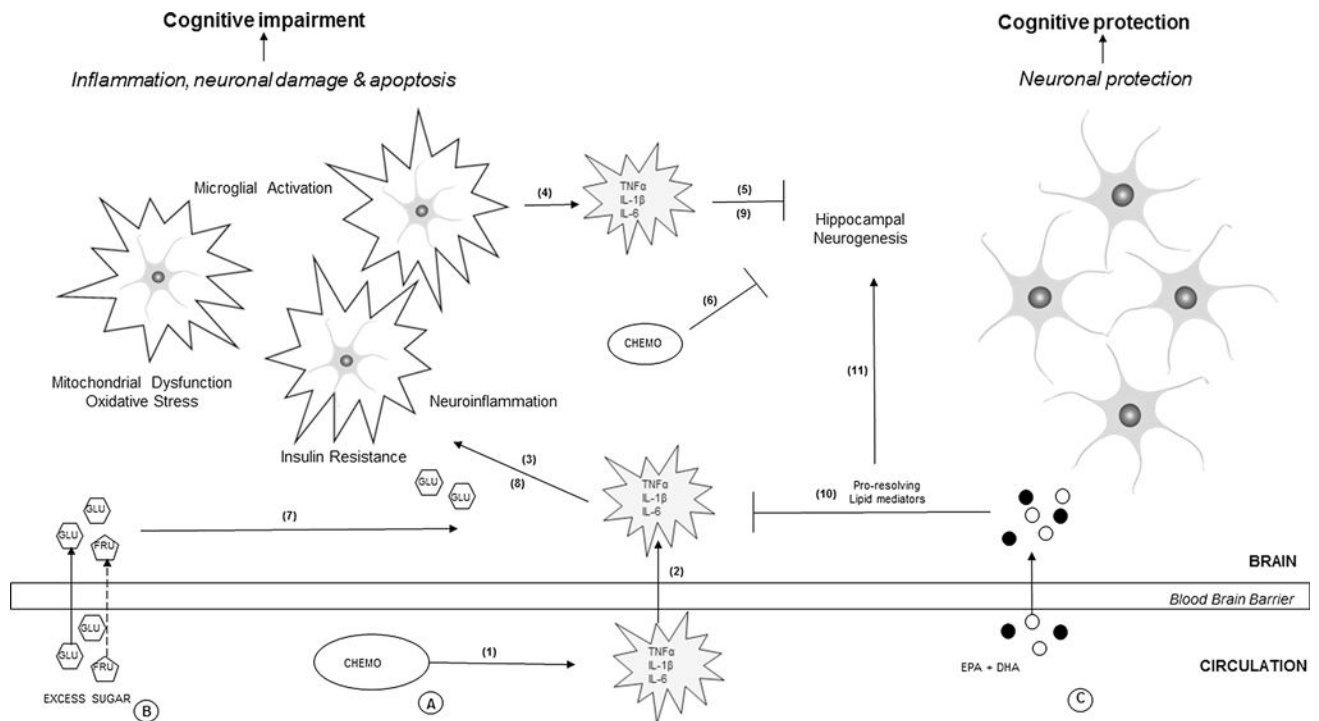 Cognitive impairment
Cognitive protection
Inflammation, neuronal damage & apoptosis
Neuronal protection
Microglial Activation
(4)
TNFα
IL-1β
IL-6
(5)
(9)
Hippocampal
Neurogenesis
(6)
CHEMO
(11)
Mitochondrial Dysfunction
Oxidative Stress
Neuroinflammation
Insulin Resistance
(3)
(8)
GLU
GLU
TNFα
IL-1β
IL-6
(10)
Pro-resolving
Lipid mediators
GLU
GLU
FRU
(7)
(2)
BRAIN
Blood Brain Barrier
GLU
GLU
FRU
EXCESS SUGAR
B
CHEMO
(1)
A
TNFα
IL-1β
IL-6
EPA + DHA
C
CIRCULATION